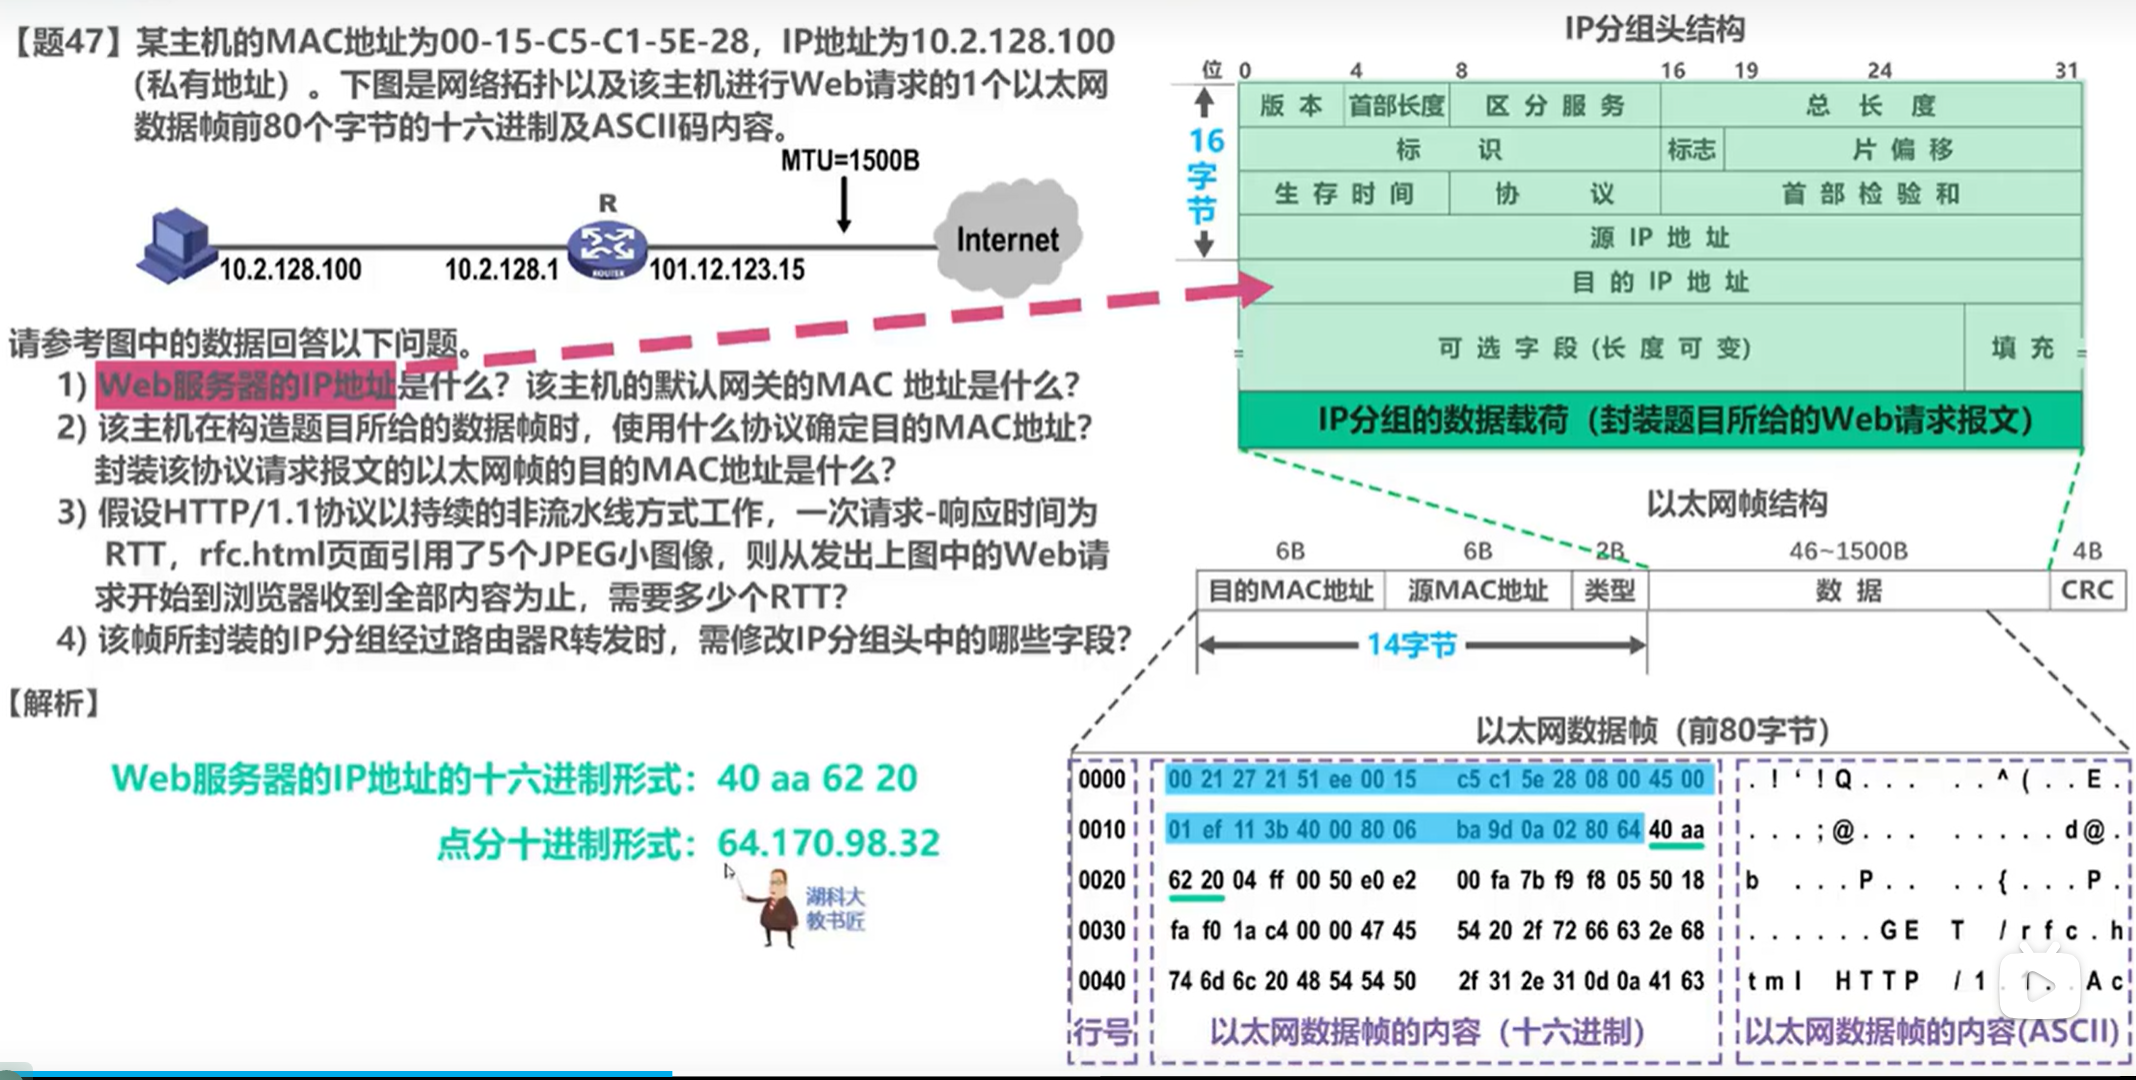 【题47】某主机的MAC地址为00-15-C5-C1-5E-28，IP地址为10.2.128.100
(私有地址）。下图是网络拓扑以及该主机进行Web请求的1个以太网
数据帧前80个字节的十六进制及ASCII码内容。
MTU=1500B
R
ROUTER
Internet
10.2.128.100
10.2.128.1
101.12.123.15
请参考图中的数据回答以下问题。
1) Web服务器的IP地址是什么？该主机的默认网关的MAC 地址是什么？
2) 该主机在构造题目所给的数据帧时，使用什么协议确定目的MAC地址？
封装该协议请求报文的以太网帧的目的MAC地址是什么？
3) 假设HTTP/1.1协议以持续的非流水线方式工作，一次请求-响应时间为
RTT，rfc.html页面引用了5个JPEG小图像，则从发出上图中的Web请
求开始到浏览器收到全部内容为止，需要多少个RTT？
4) 该帧所封装的IP分组经过路由器R转发时，需修改IP分组头中的哪些字段？
【解析】
Web服务器的IP地址的十六进制形式：40 aa 62 20
点分十进制形式：64.170.98.32
湖科大
教书匠
IP分组头结构
位 0 4 8 16 19 24 31
版 本 首部长度 区 分 服 务 总 长 度
标 识 标志 片 偏 移
生 存 时 间 协 议 首 部 检 验 和
源 IP 地 址
目 的 IP 地 址
可 选 字 段 (长 度 可 变) 填 充
16
字
节
IP分组的数据载荷（封装题目所给的Web请求报文）
以太网帧结构
6B 6B 2B 46~1500B 4B
目的MAC地址 源MAC地址 类型 数 据 CRC
14字节
以太网数据帧（前80字节）
0000 00 21 27 21 51 ee 00 15 c5 c1 5e 28 08 00 45 00 . ! ‘ ! Q . . . . . ^ ( . . E .
0010 01 ef 11 3b 40 00 80 06 ba 9d 0a 02 80 64 40 aa . . . ; @ . . . . . . . . d @ .
0020 62 20 04 ff 00 50 e0 e2 00 fa 7b f9 f8 05 50 18 b . . . P . . . . { . . . P .
0030 fa f0 1a c4 00 00 47 45 54 20 2f 72 66 63 2e 68 . . . . . . G E T / r f c . h
0040 74 6d 6c 20 48 54 54 50 2f 31 2e 31 0d 0a 41 63 t m l H T T P / 1 . 1 . . A c
行号 以太网数据帧的内容（十六进制） 以太网数据帧的内容(ASCII)